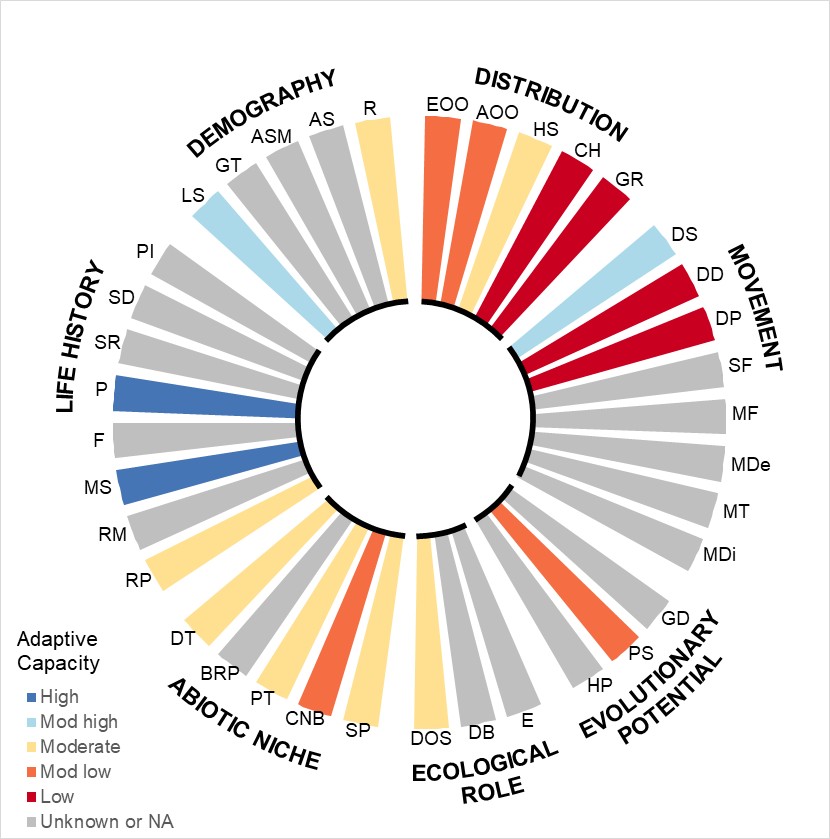 DEMOGRAPHY
R
AS
ASM
GT
LS
DISTRIBUTION
EOO
AOO
HS
CH
GR
MOVEMENT
DS
DD
DP
SF
MF
MDe
MT
MDi
EVOLUTIONARY
POTENTIAL
GD
PS
HP
ECOLOGICAL
ROLE
E
DB
DOS
ABIOTIC NICHE
SP
CNB
PT
BRP
DT
LIFE HISTORY
RP
RM
MS
F
P
SR
SD
PI
Adaptive
Capacity
High
Mod high
Moderate
Mod low
Low
Unknown or NA